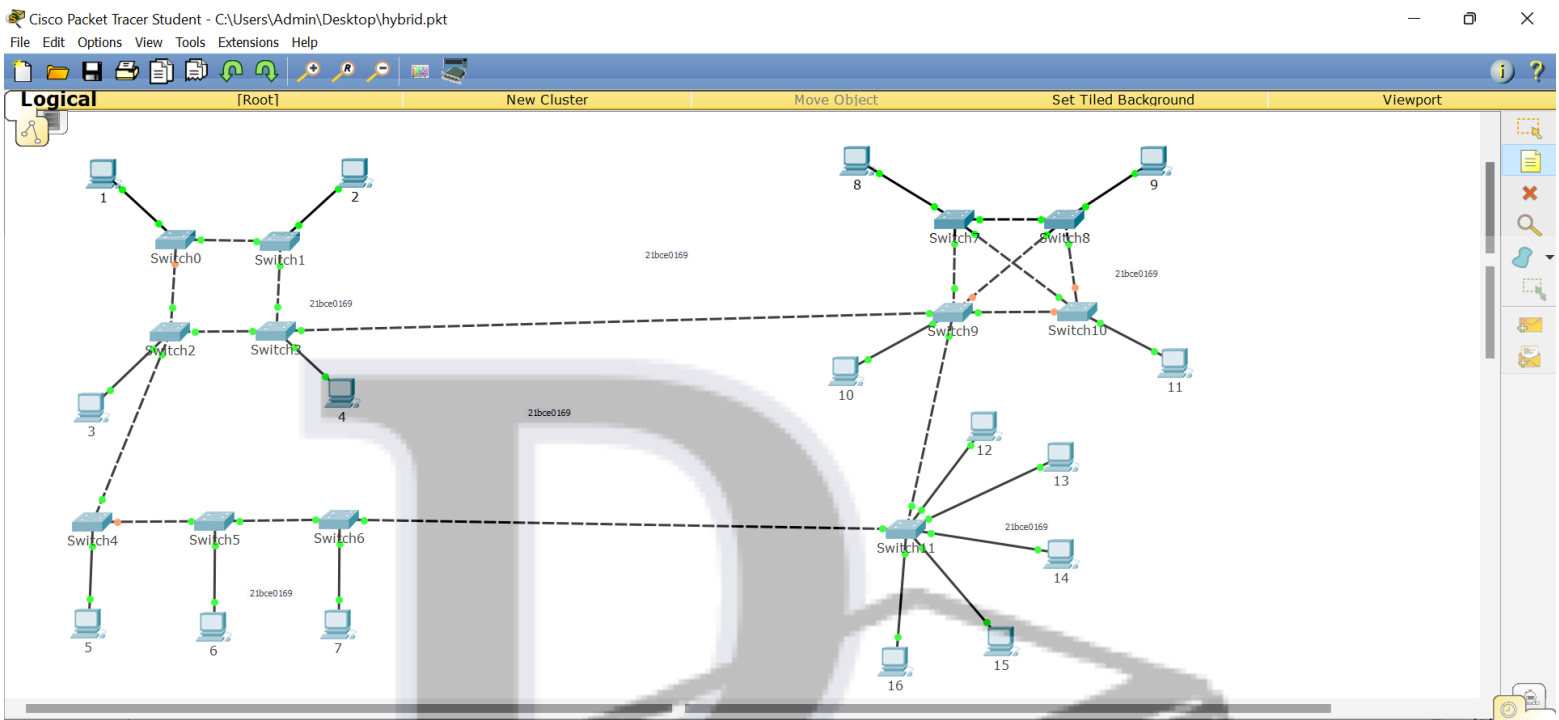 Cisco Packet Tracer Student - C:\Users\Admin\Desktop\hybrid.pkt
File Edit Options View Tools Extensions Help
Logical [Root] New Cluster Move Object Set Tiled Background Viewport
1
2
8
9
Switch0
Switch1
Switch7
Switch8
21bce0169
21bce0169
21bce0169
Switch2
Switch3
Switch9
Switch10
3
4
10
11
21bce0169
12
13
Switch4
Switch5
Switch6
Switch11
21bce0169
14
21bce0169
5
6
7
15
16